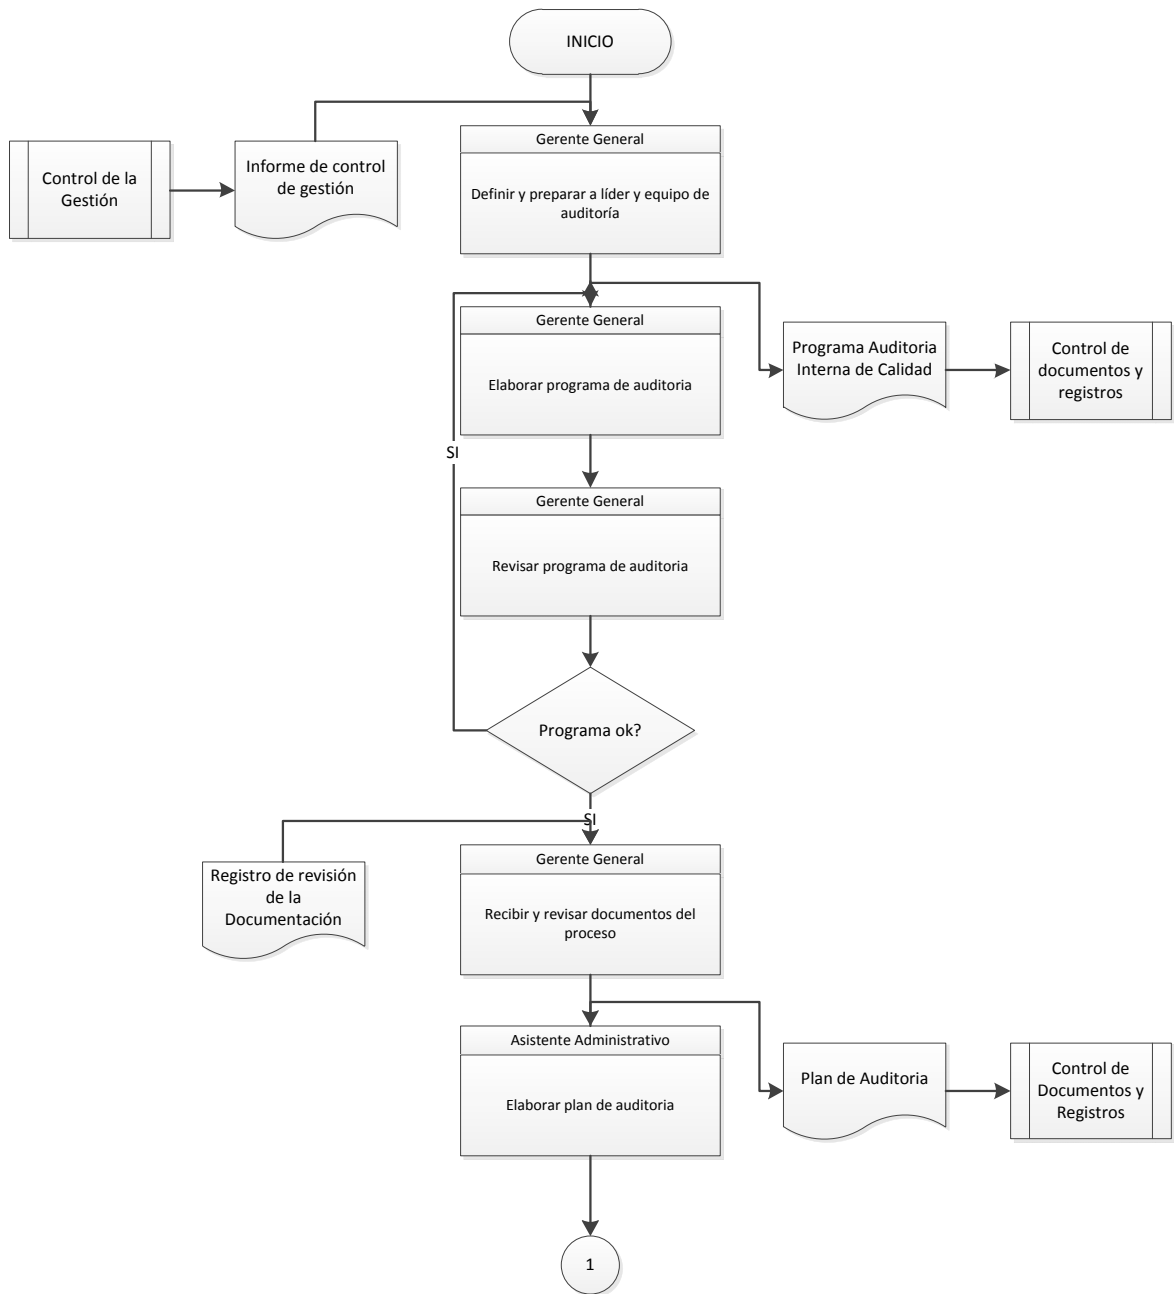 INICIO
Control de la
Gestión
Informe de control
de gestión
Gerente General
Definir y preparar a líder y equipo de
auditoría
Gerente General
Elaborar programa de auditoria
Programa Auditoria
Interna de Calidad
Control de
documentos y
registros
SI
Gerente General
Revisar programa de auditoria
Programa ok?
SI
Registro de revisión
de la
Documentación
Gerente General
Recibir y revisar documentos del
proceso
Asistente Administrativo
Elaborar plan de auditoria
Plan de Auditoria
Control de
Documentos y
Registros
1